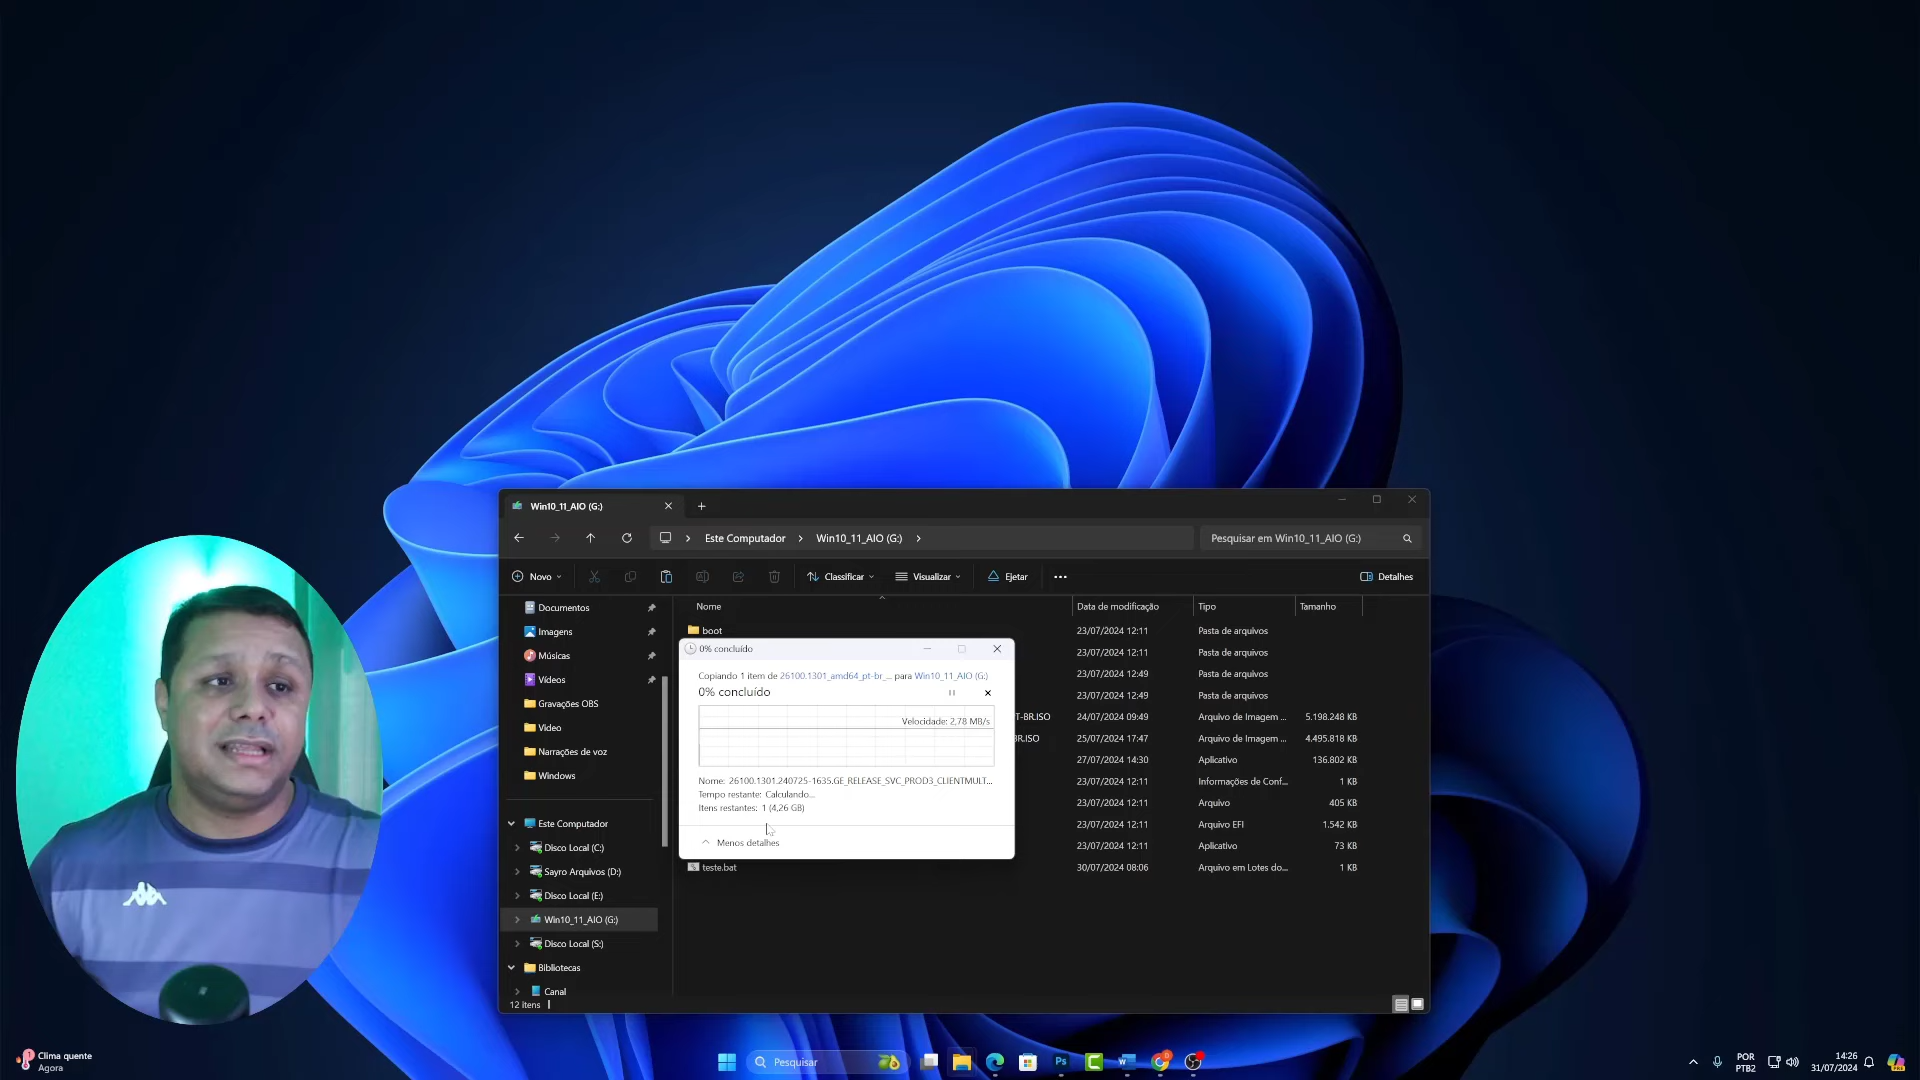 Win10_11_AIO (G:)
Este Computador
Win10_11_AIO (G:)
Pesquisar em Win10_11_AIO (G:)
Novo
Classificar
Visualizar
Ejetar
Detalhes
Nome
Data de modificação
Tipo
Tamanho
Documentos
Imagens
Músicas
Vídeos
Gravações OBS
Video
Narrações de voz
Windows
Este Computador
Disco Local (C:)
Sayro Arquivos (D:)
Disco Local (E:)
Win10_11_AIO (G:)
Disco Local (S:)
Bibliotecas
Canal
12 itens
boot 23/07/2024 12:11 Pasta de arquivos
23/07/2024 12:11 Pasta de arquivos
23/07/2024 12:49 Pasta de arquivos
23/07/2024 12:49 Pasta de arquivos
T-BR.ISO 24/07/2024 09:49 Arquivo de Imagem ... 5.198.248 KB
BR.ISO 25/07/2024 17:47 Arquivo de Imagem ... 4.495.818 KB
27/07/2024 14:30 Aplicativo 136.802 KB
23/07/2024 12:11 Informações de Conf... 1 KB
23/07/2024 12:11 Arquivo 405 KB
23/07/2024 12:11 Arquivo EFI 1.542 KB
23/07/2024 12:11 Aplicativo 73 KB
teste.bat 30/07/2024 08:06 Arquivo em Lotes do... 1 KB
0% concluído
Copiando 1 item de 26100.1301_amd64_pt-br_... para Win10_11_AIO (G:)
0% concluído
Velocidade: 2,78 MB/s
Nome: 26100.1301.240725-1635.GE_RELEASE_SVC_PROD3_CLIENTMULT...
Tempo restante: Calculando...
Itens restantes: 1 (4,26 GB)
Menos detalhes
Clima quente
Agora
Pesquisar
Ps
POR
PTB2
14:26
31/07/2024